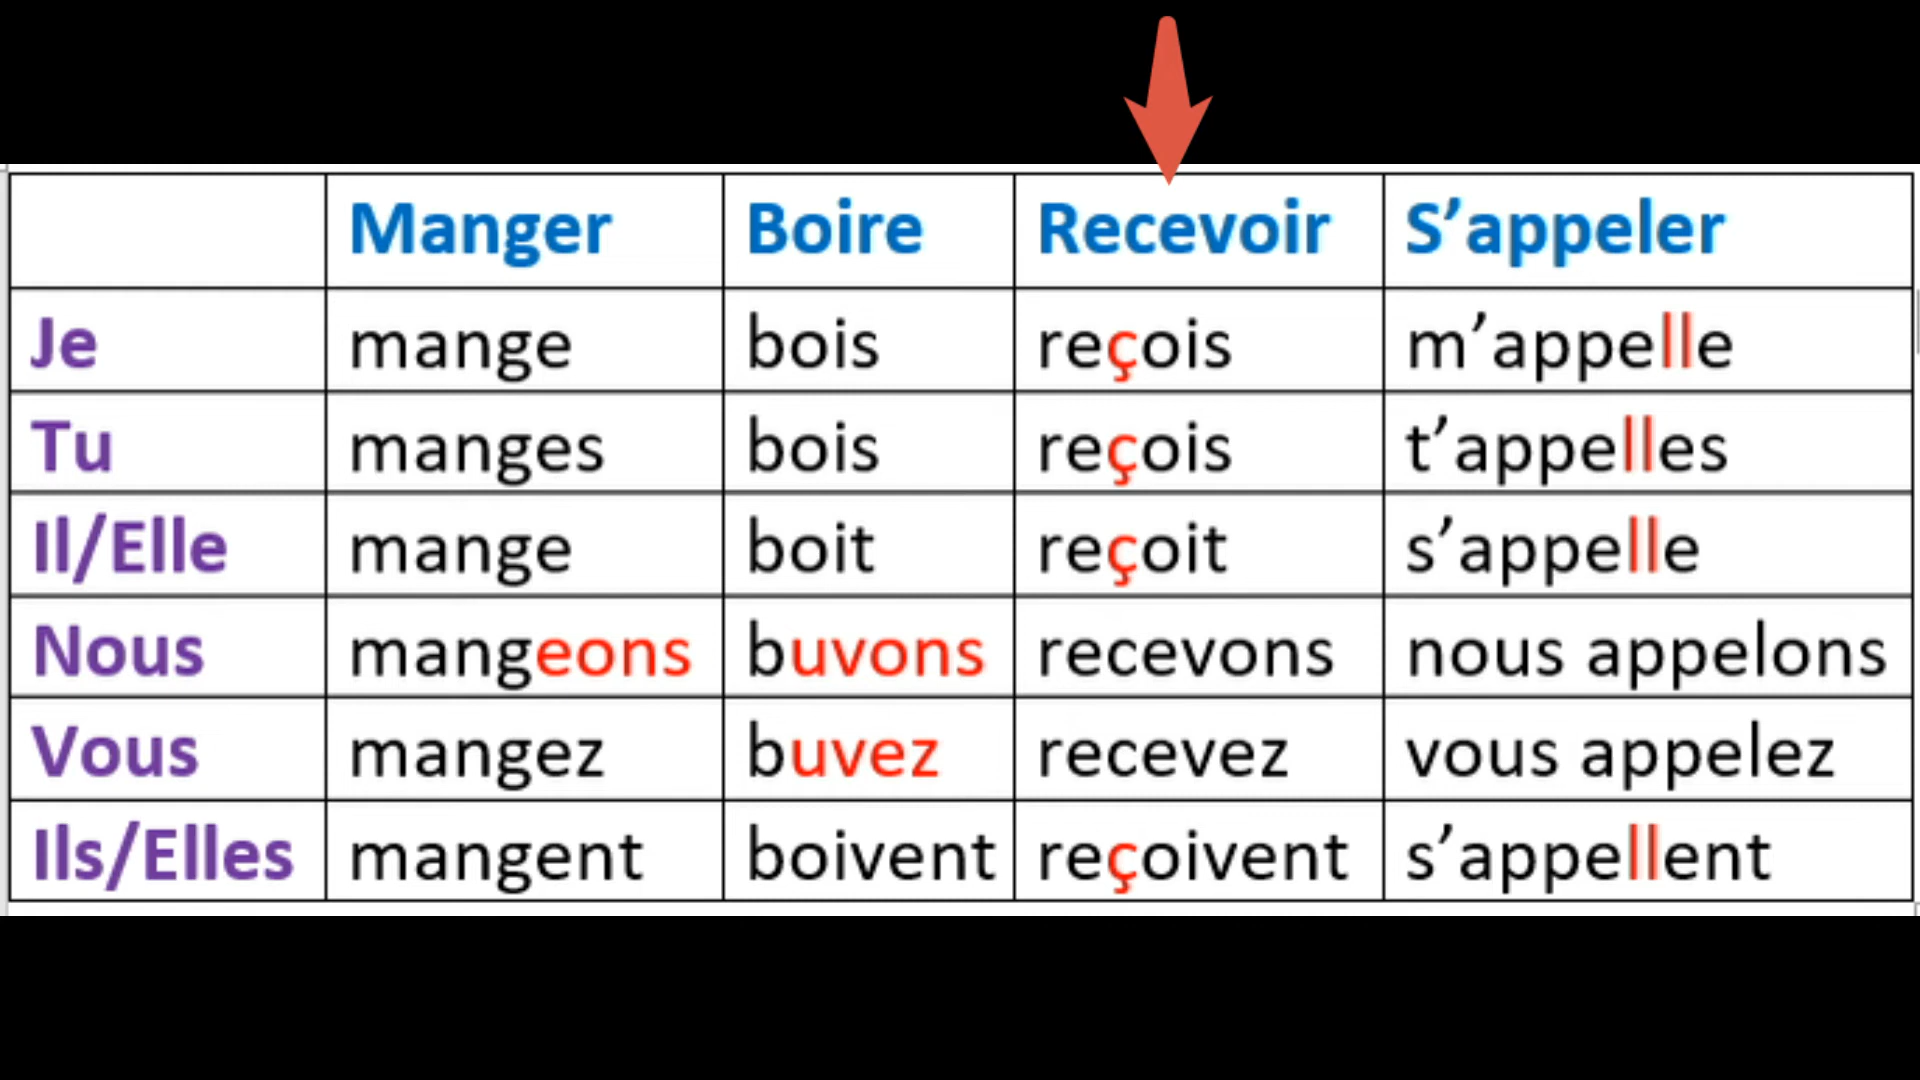 Manger Boire Recevoir S’appeler
Je mange bois reçois m’appelle
Tu manges bois reçois t’appelles
Il/Elle mange boit reçoit s’appelle
Nous mangeons buvons recevons nous appelons
Vous mangez buvez recevez vous appelez
Ils/Elles mangent boivent reçoivent s’appellent